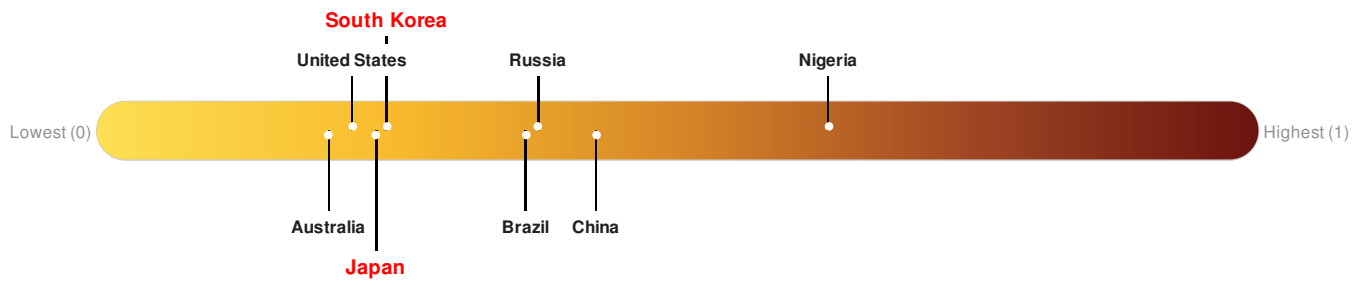 South Korea
United States
Russia
Nigeria
Lowest (0)
Highest (1)
Australia
Brazil
China
Japan